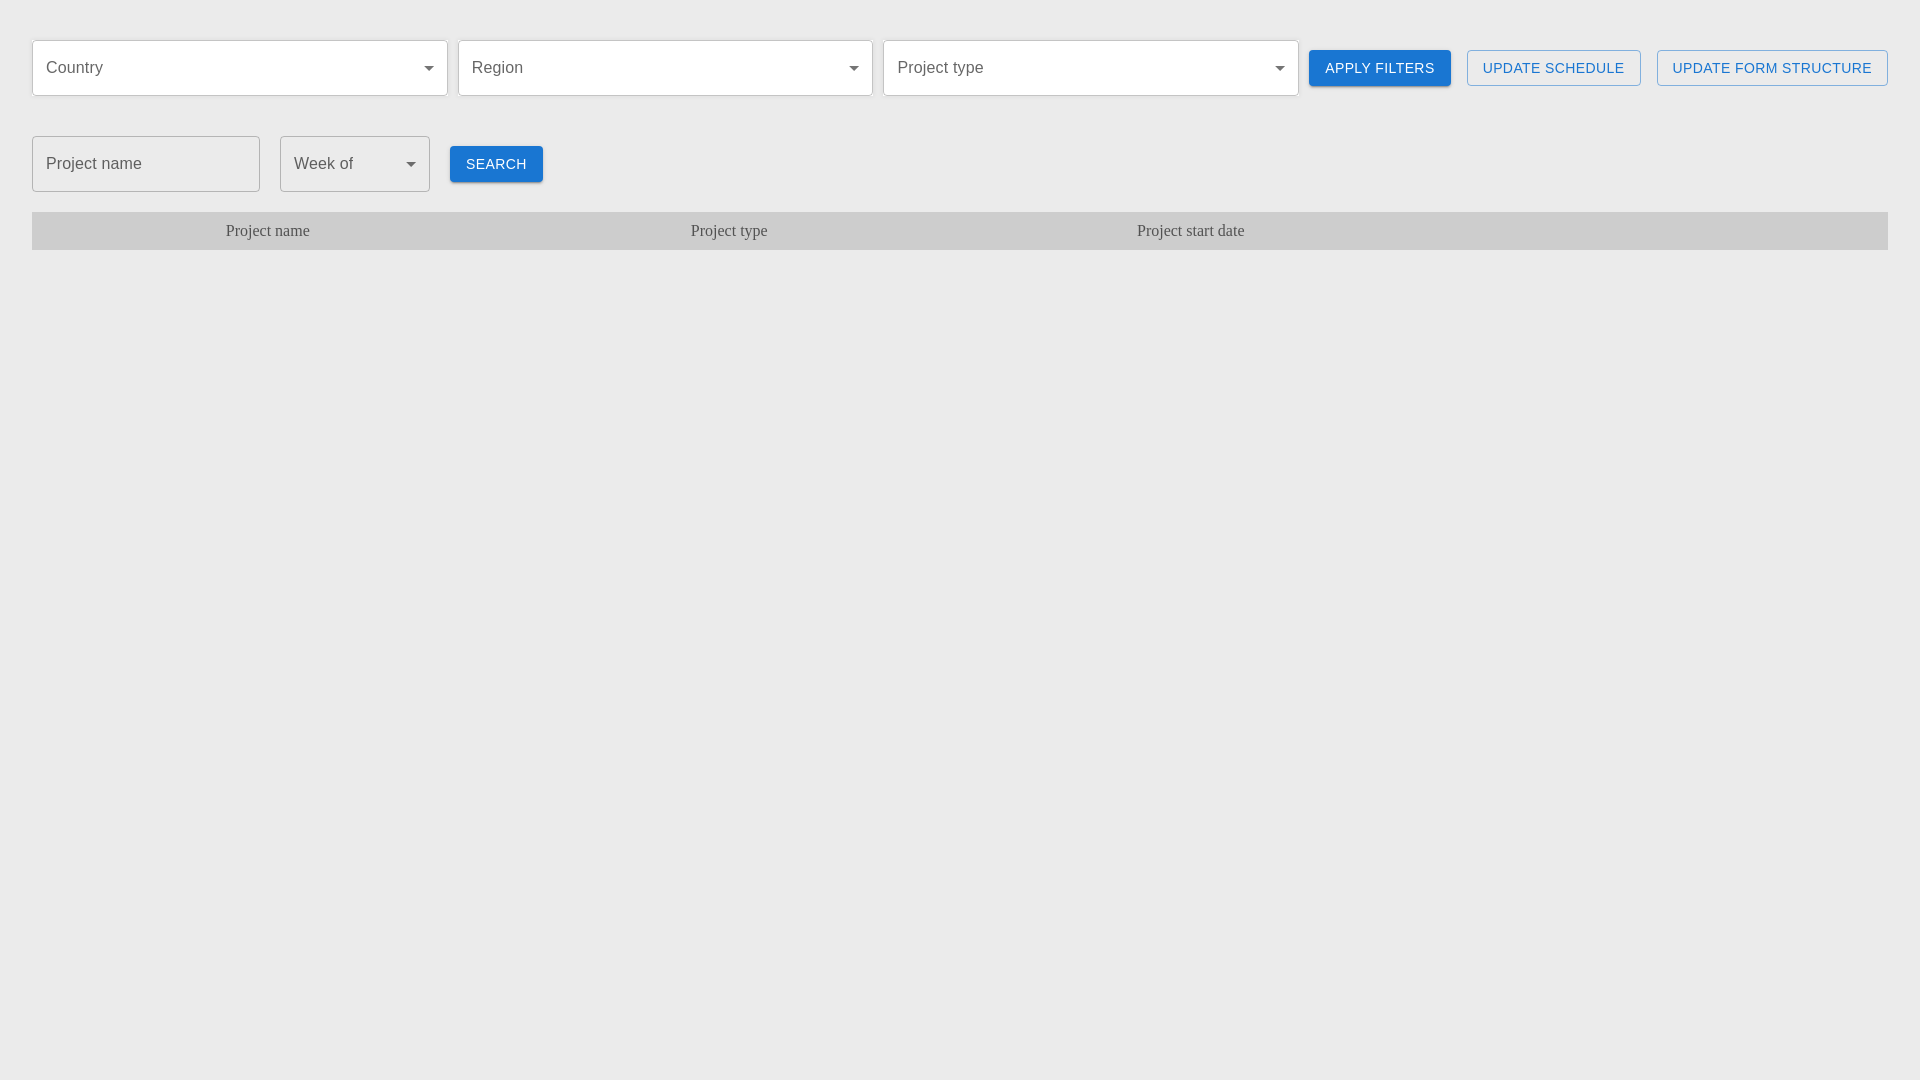 Country
Region
Project type
APPLY FILTERS
UPDATE SCHEDULE
UPDATE FORM STRUCTURE
Project name
Week of
SEARCH
Project name
Project type
Project start date